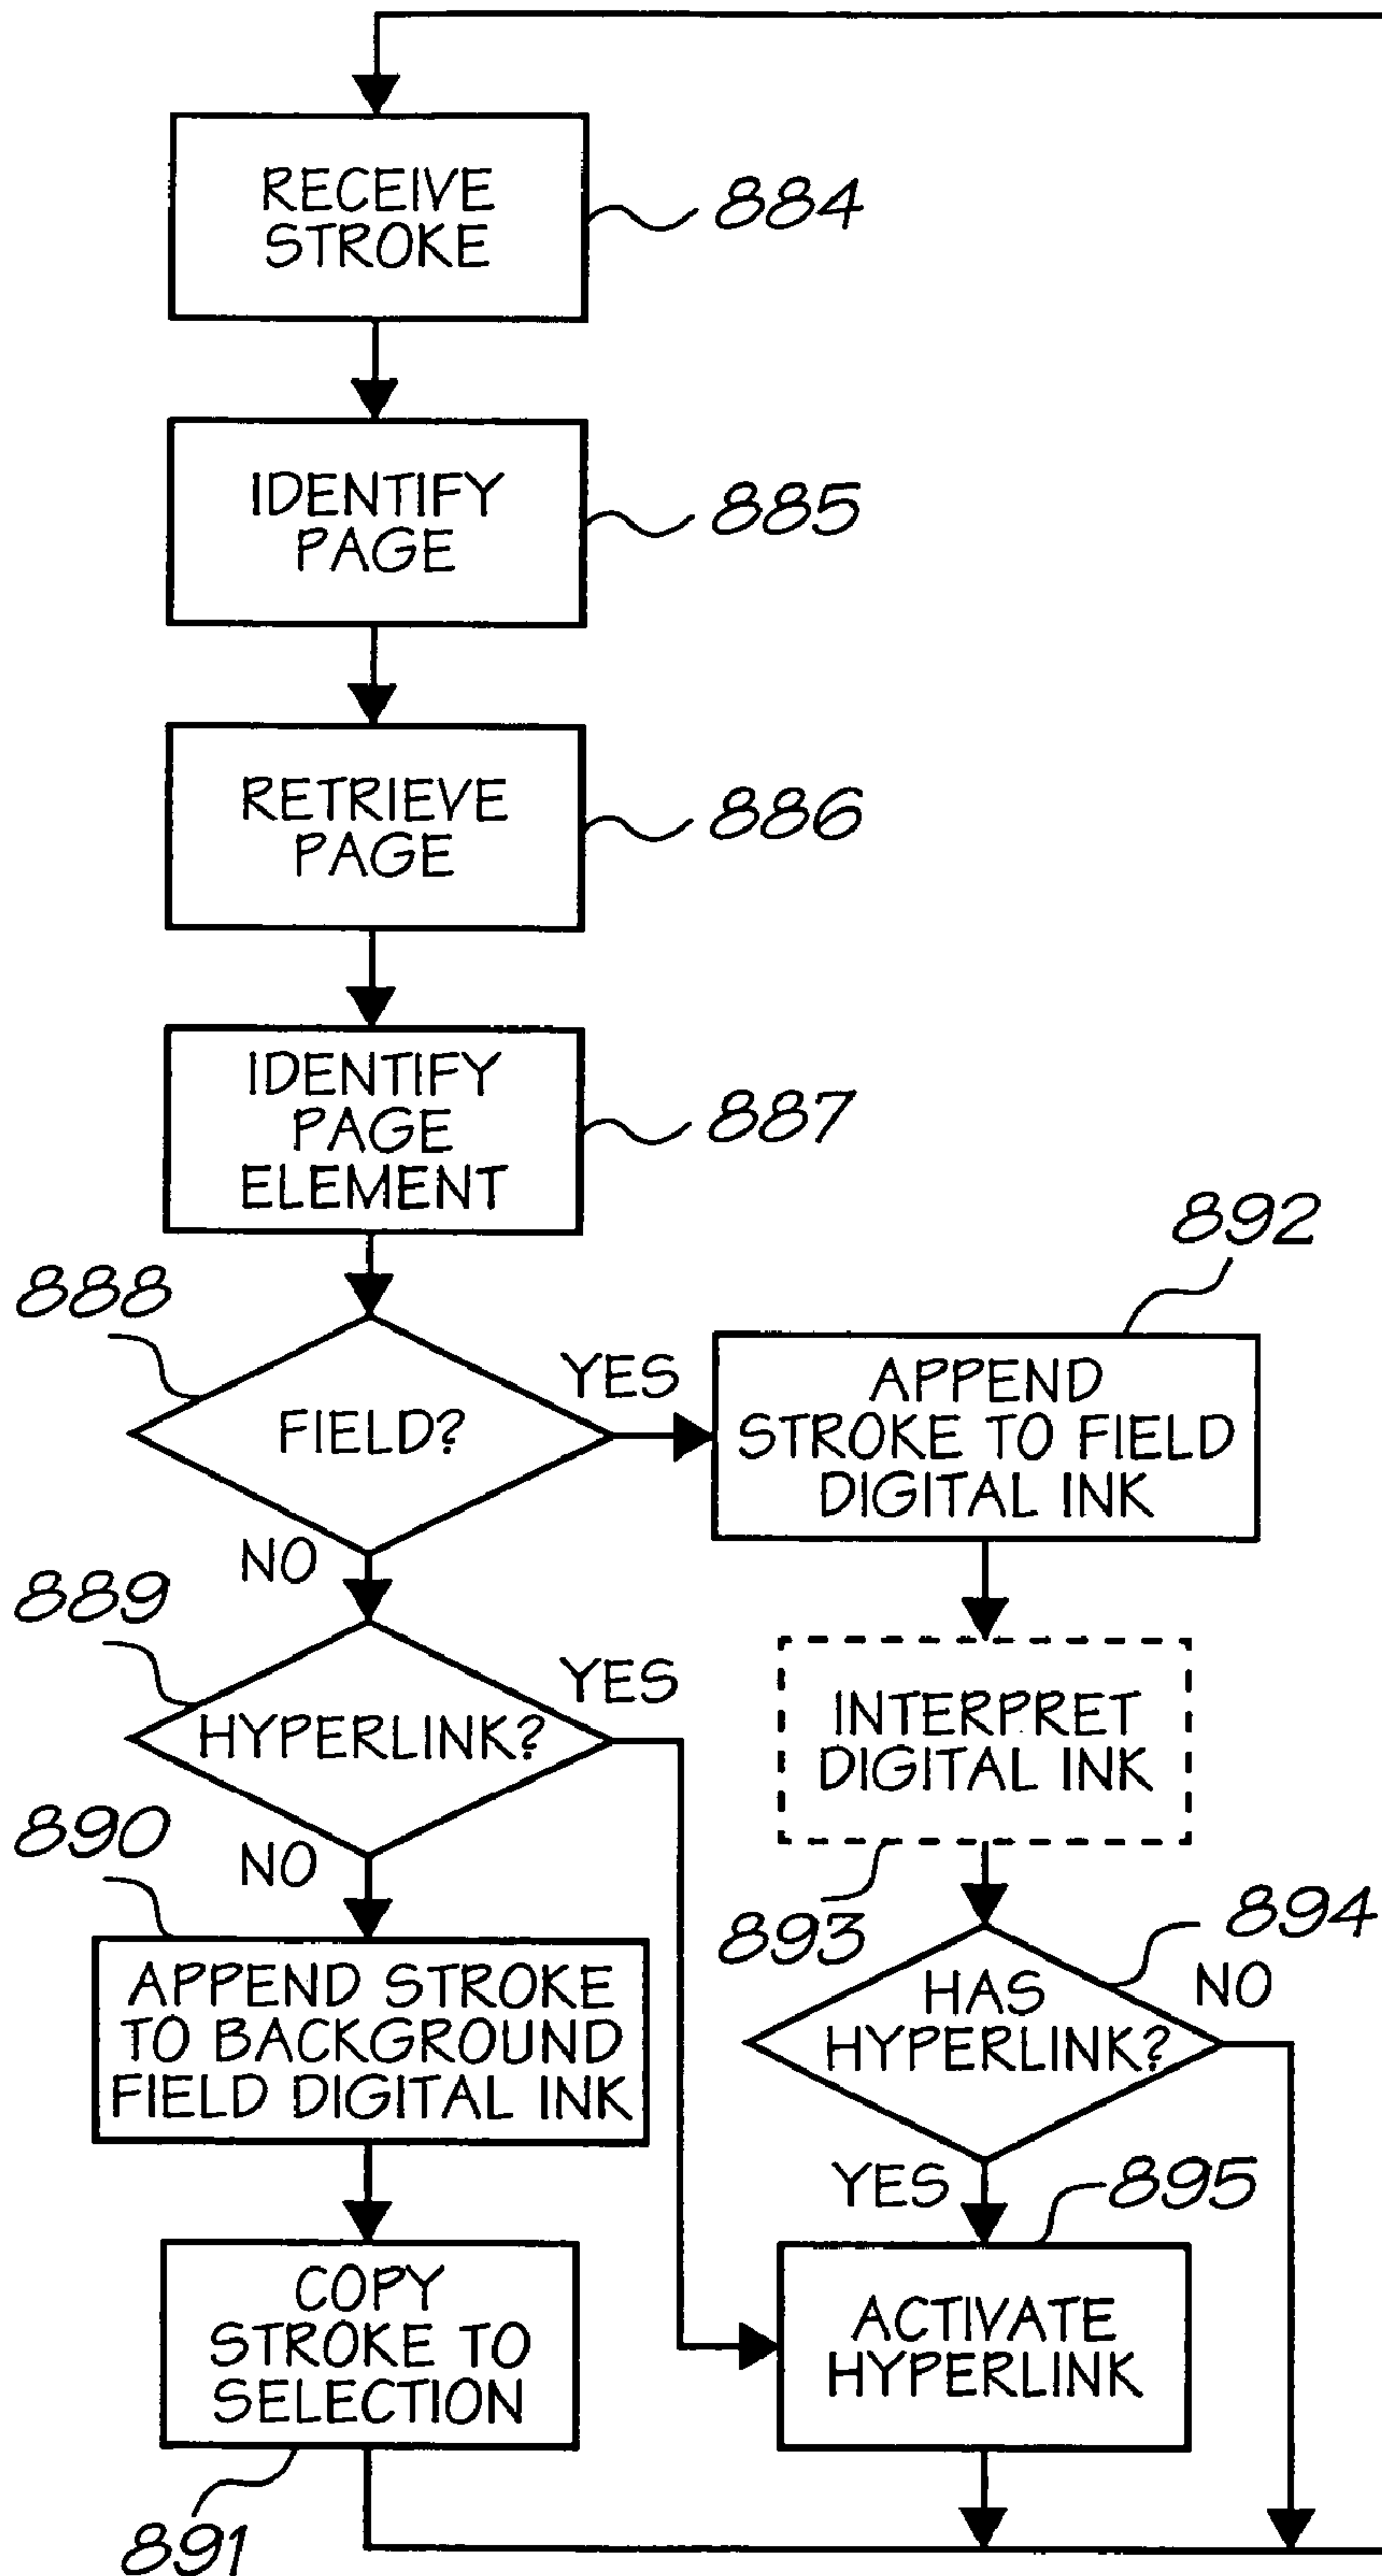 RECEIVE
STROKE
884
IDENTIFY
PAGE
885
RETRIEVE
PAGE
886
IDENTIFY
PAGE
ELEMENT
887
888
FIELD?
YES
NO
892
APPEND
STROKE TO FIELD
DIGITAL INK
889
HYPERLINK?
YES
NO
INTERPRET
DIGITAL INK
893
890
APPEND STROKE
TO BACKGROUND
FIELD DIGITAL INK
894
HAS
HYPERLINK?
NO
YES
895
COPY
STROKE TO
SELECTION
891
ACTIVATE
HYPERLINK